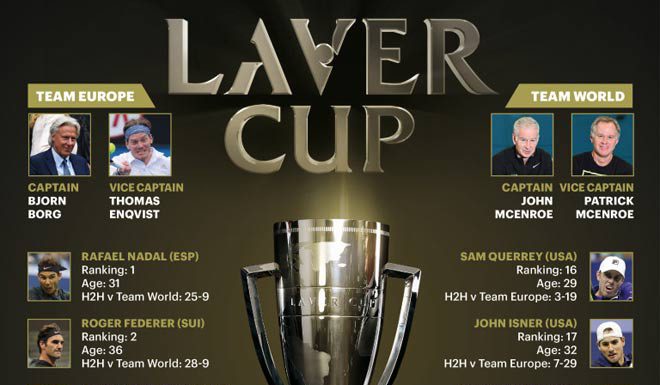 LAVER
CUP
TEAM EUROPE
CAPTAIN
BJORN
BORG
VICE CAPTAIN
THOMAS
ENQVIST
RAFAEL NADAL (ESP)
Ranking: 1
Age: 31
H2H v Team World: 25-9
ROGER FEDERER (SUI)
Ranking: 2
Age: 36
H2H v Team World: 28-9
LAVER CUP
TEAM WORLD
CAPTAIN
JOHN
MCENROE
VICE CAPTAIN
PATRICK
MCENROE
SAM QUERREY (USA)
Ranking: 16
Age: 29
H2H v Team Europe: 3-19
JOHN ISNER (USA)
Ranking: 17
Age: 32
H2H v Team Europe: 7-29